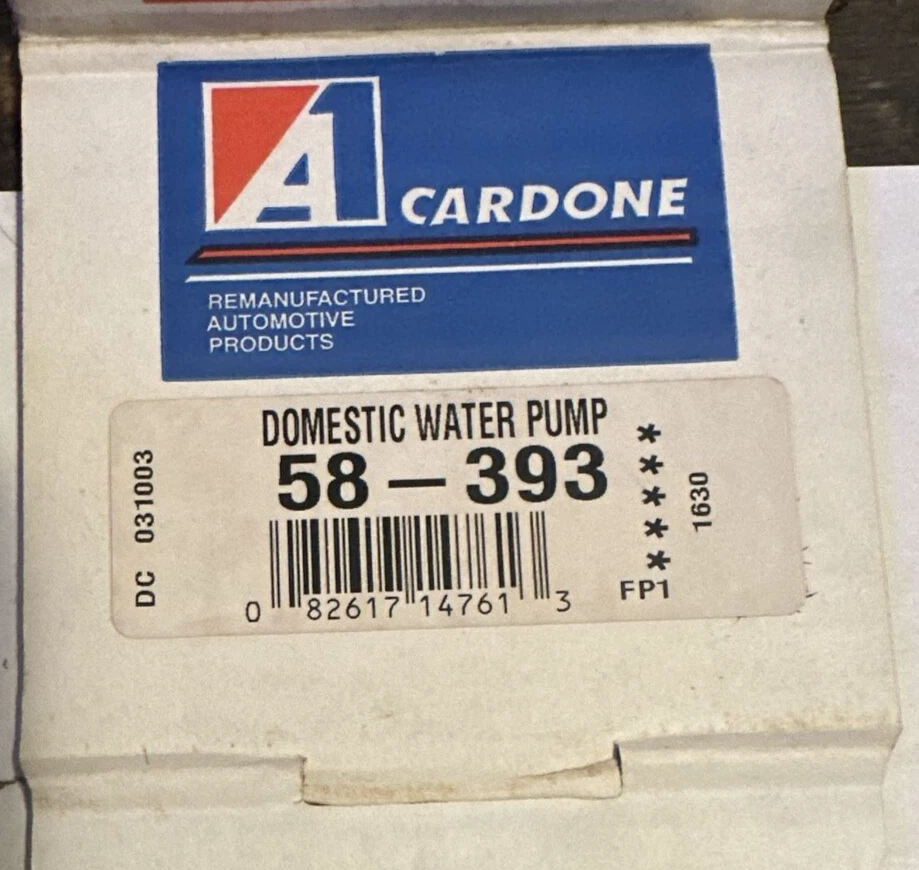 A1 CARDONE
REMANUFACTURED
AUTOMOTIVE
PRODUCTS
DOMESTIC WATER PUMP
58-393
DC 031003
*****
1630
0 82617 14761 3
FP1